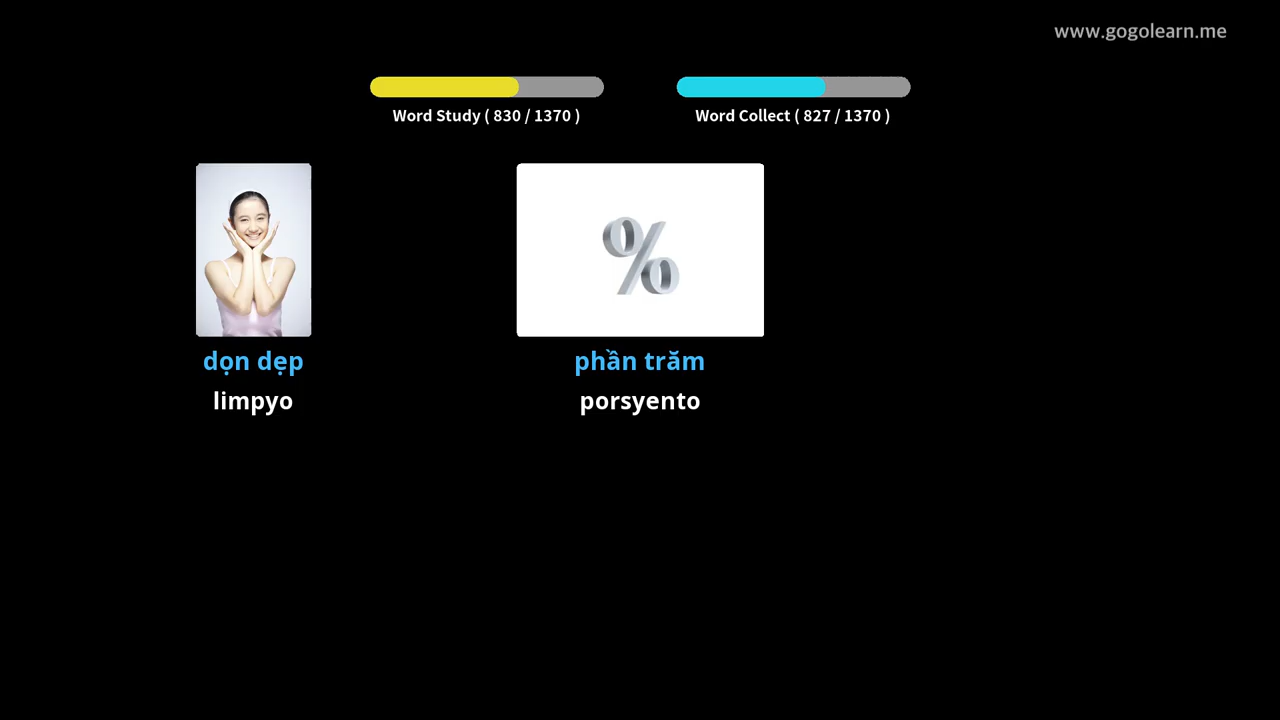 www.gogolearn.me
Word Study ( 830 / 1370 )
Word Collect ( 827 / 1370 )
%
dọn dẹp
phần trăm
limpyo
porsyento